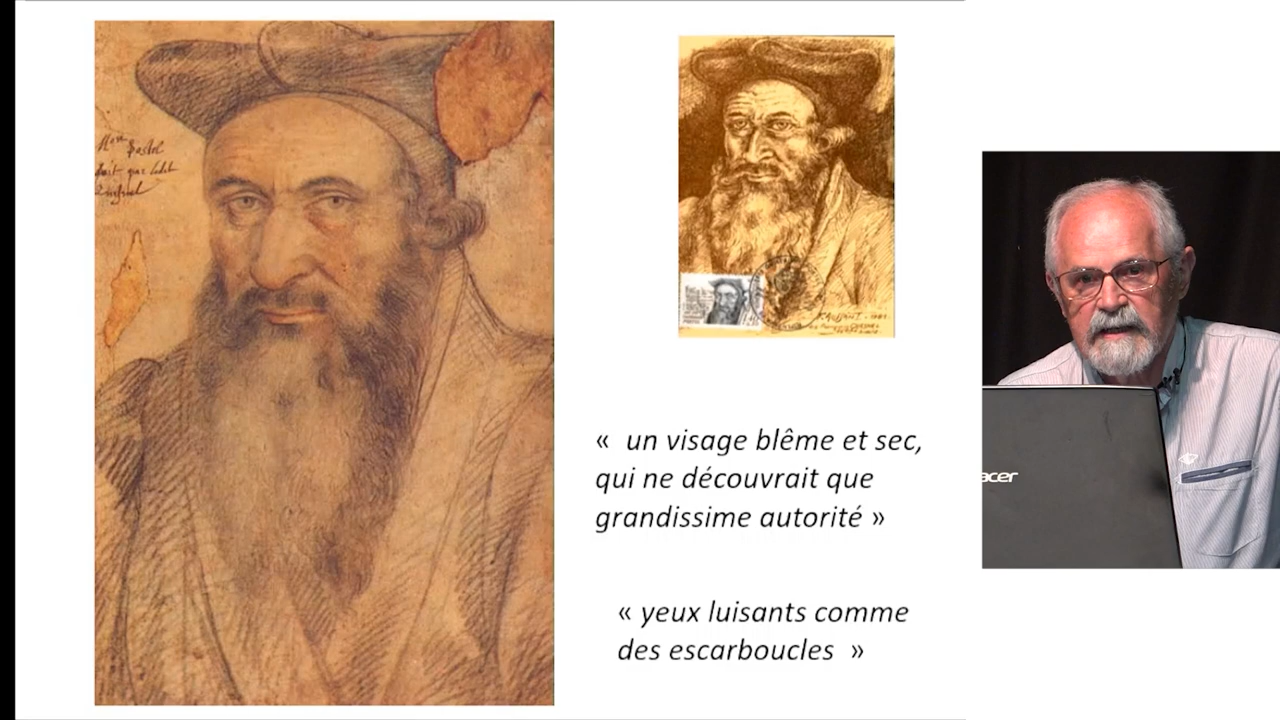 « un visage blême et sec,
qui ne découvrait que
grandissime autorité »
« yeux luisants comme
des escarboucles »
acer